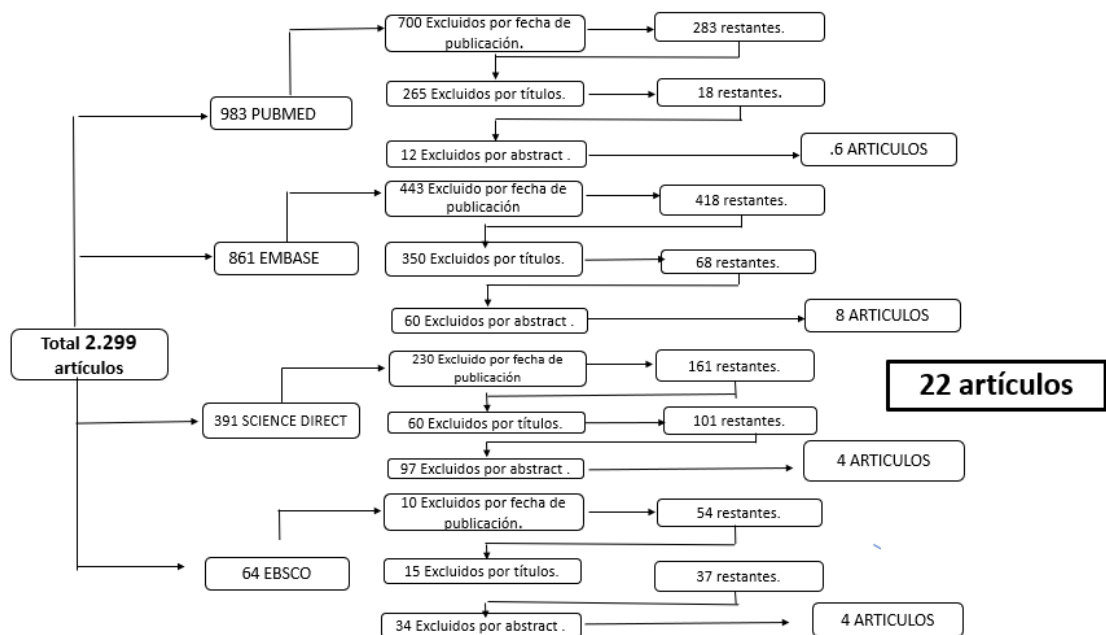 700 Excluidos por fecha de
publicación.
283 restantes.
265 Excluidos por títulos.
18 restantes.
983 PUBMED
12 Excluidos por abstract .
.6 ARTICULOS
443 Excluido por fecha de
publicación
418 restantes.
861 EMBASE
350 Excluidos por títulos.
68 restantes.
60 Excluidos por abstract .
8 ARTICULOS
Total 2.299
artículos
230 Excluido por fecha de
publicación
161 restantes.
22 artículos
391 SCIENCE DIRECT
60 Excluidos por títulos.
101 restantes.
97 Excluidos por abstract .
4 ARTICULOS
10 Excluidos por fecha de
publicación.
54 restantes.
64 EBSCO
15 Excluidos por títulos.
37 restantes.
34 Excluidos por abstract .
4 ARTICULOS